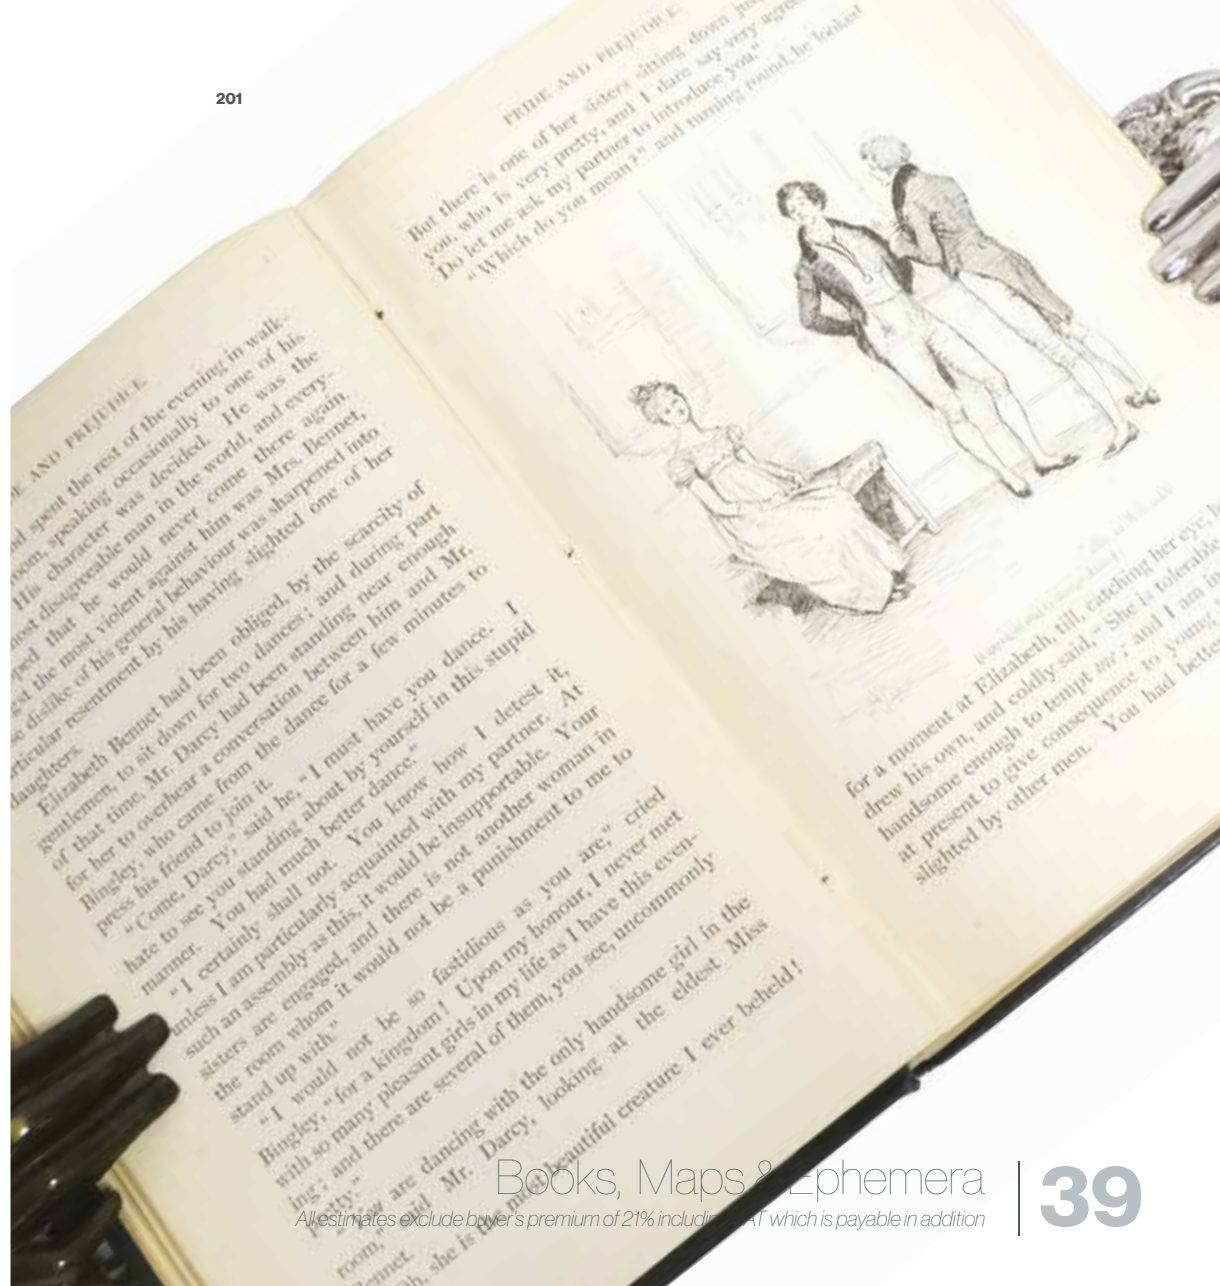 201
AND PREJUDICE
spent the rest of the evening in walk-
speaking occasionally to one of his
His character was decided. He was the
most disagreeable man in the world, and every-
that he would never come there again.
the most violent against him was Mrs. Bennet,
dislike of his general behaviour was sharpened into
resentment by his having slighted one of her
daughters.
Elizabeth Bennet had been obliged, by the scarcity of
gentlemen, to sit down for two dances; and during part
of that time, Mr. Darcy had been standing near enough
for her to overhear a conversation between him and Mr.
Bingley, who came from the dance for a few minutes to
press his friend to join it.
"Come, Darcy," said he, "I must have you dance. I
hate to see you standing about by yourself in this stupid
manner. You had much better dance."
"I certainly shall not. You know how I detest it,
unless I am particularly acquainted with my partner. At
such an assembly as this, it would be insupportable. Your
sisters are engaged, and there is not another woman in
the room whom it would not be a punishment to me to
stand up with."
"I would not be so fastidious as you are," cried
Bingley, "for a kingdom! Upon my honour, I never met
with so many pleasant girls in my life as I have this even-
ing; and there are several of them, you see, uncommonly
pretty."
are dancing with the only handsome girl in the
room," said Mr. Darcy, looking at the eldest Miss
Bennet.
she is the most beautiful creature I ever beheld!
PRIDE AND PREJUDICE
But there is one of her sisters sitting down
you, who is very pretty, and I dare say very
Do let me ask my partner to introduce you."
"Which do you mean?" and turning round, he looked
for a moment at Elizabeth, till, catching her eye,
drew his own, and coldly said, "She is tolerable
handsome enough to tempt me; and I am in
at present to give consequence to young
slighted by other men. You had better
Books, Maps & Ephemera
All estimates exclude buyer's premium of 21% including VAT which is payable in addition
39